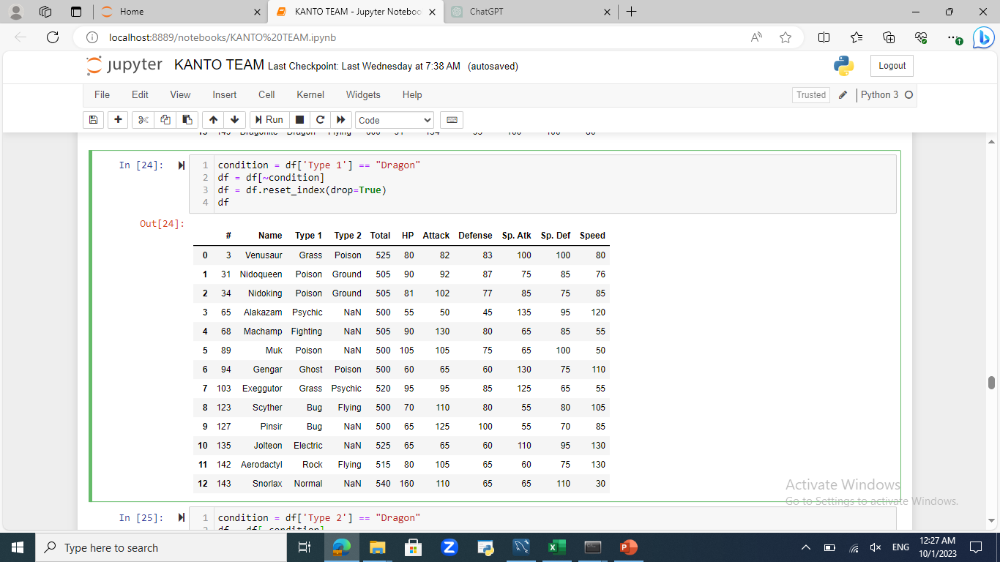 Home
KANTO TEAM - Jupyter Noteboo
ChatGPT
localhost:8889/notebooks/KANTO%20TEAM.ipynb
jupyter KANTO TEAM Last Checkpoint: Last Wednesday at 7:38 AM (autosaved)
Logout
File Edit View Insert Cell Kernel Widgets Help
Trusted
Python 3
Run
Code
In [24]:
1 condition = df['Type 1'] == "Dragon"
2 df = df[~condition]
3 df = df.reset_index(drop=True)
4 df
Out[24]:
# Name Type 1 Type 2 Total HP Attack Defense Sp. Atk Sp. Def Speed
0 3 Venusaur Grass Poison 525 80 82 83 100 100 80
1 31 Nidoqueen Poison Ground 505 90 92 87 75 85 76
2 34 Nidoking Poison Ground 505 81 102 77 85 75 85
3 65 Alakazam Psychic NaN 500 55 50 45 135 95 120
4 68 Machamp Fighting NaN 505 90 130 80 65 85 55
5 89 Muk Poison NaN 500 105 105 75 65 100 50
6 94 Gengar Ghost Poison 500 60 65 60 130 75 110
7 103 Exeggutor Grass Psychic 520 95 95 85 125 65 55
8 123 Scyther Bug Flying 500 70 110 80 55 80 105
9 127 Pinsir Bug NaN 500 65 125 100 55 70 85
10 135 Jolteon Electric NaN 525 65 65 60 110 95 130
11 142 Aerodactyl Rock Flying 515 80 105 65 60 75 130
12 143 Snorlax Normal NaN 540 160 110 65 65 110 30
Activate Windows
Go to Settings to activate Windows.
In [25]:
1 condition = df['Type 2'] == "Dragon"
Type here to search
ENG
12:27 AM
10/1/2023